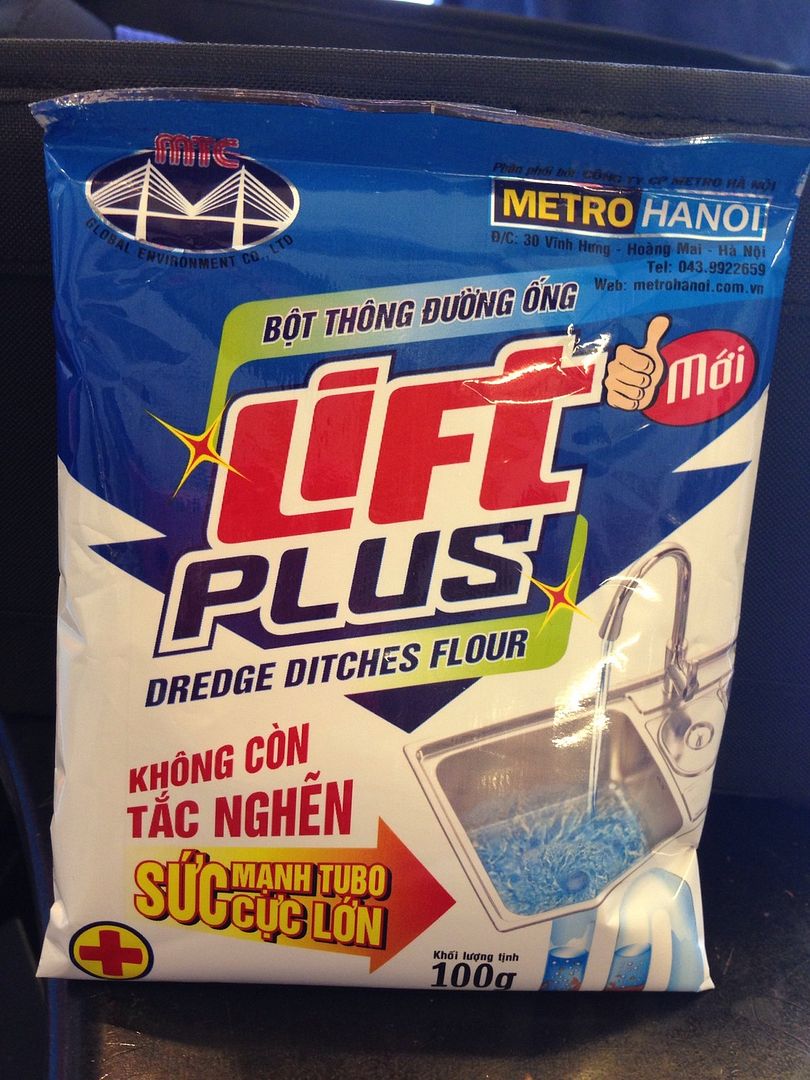 MTC
GLOBAL ENVIRONMENT CO., LTD
Phân phối bởi: CÔNG TY CP METRO HÀ NỘI
METRO HANOI
Đ/C: 30 Vĩnh Hưng - Hoàng Mai - Hà Nội
Tel: 043.9922659
Web: metrohanoi.com.vn
BỘT THÔNG ĐƯỜNG ỐNG
Lift
Mới
PLUS
DREDGE DITCHES FLOUR
KHÔNG CÒN
TẮC NGHẼN
SỨC MẠNH TUBO
CỰC LỚN
Khối lượng tịnh
100g